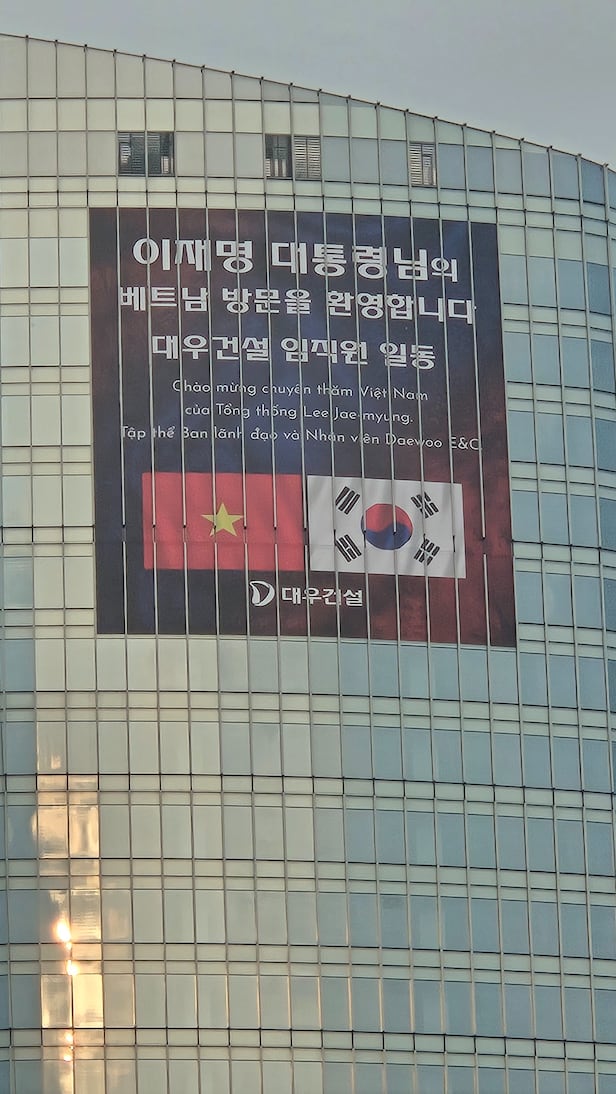 이재명 대통령님의
베트남 방문을 환영합니다
대우건설 임직원 일동
Chào mừng chuyến thăm Việt Nam
của Tổng thống Lee Jae-myung.
Tập thể Ban lãnh đạo và Nhân viên Daewoo E&C.
대우건설